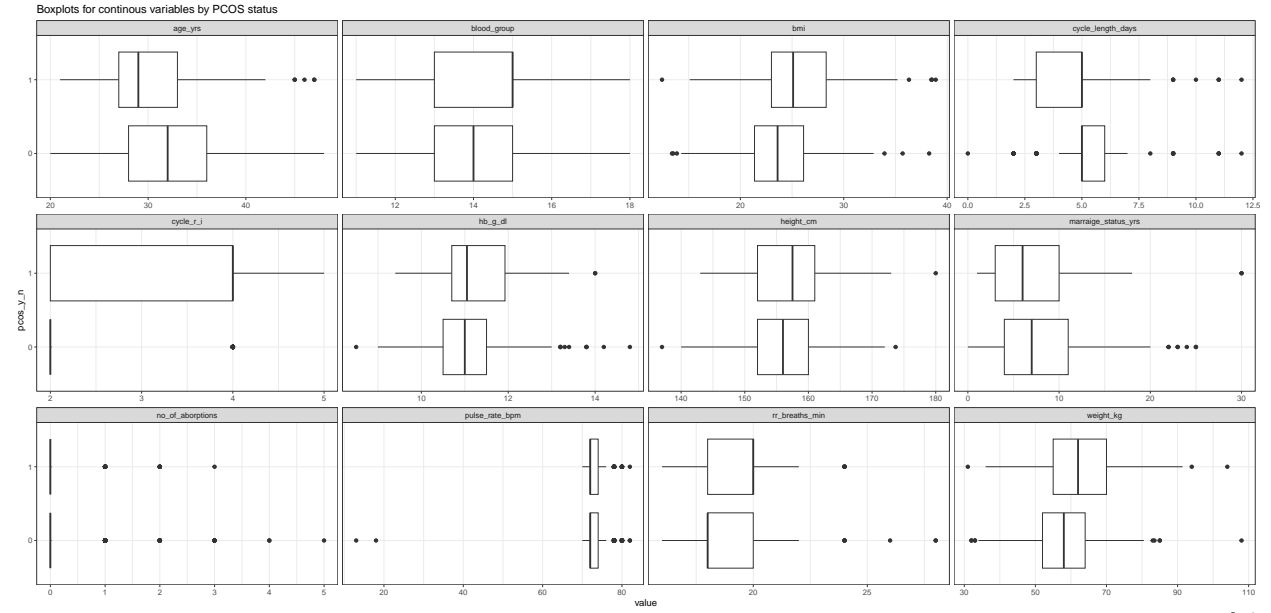 Boxplots for continous variables by PCOS status
age_yrs blood_group bmi cycle_length_days
1
0
20 30 40 12 14 16 18 20 30 40 0.0 2.5 5.0 7.5 10.0 12.5
cycle_r_i hb_g_dl height_cm marraige_status_yrs
1
0
2 3 4 5 10 12 14 140 150 160 170 180 0 10 20 30
pcos_y_n
no_of_aborptions pulse_rate_bpm rr_breaths_min weight_kg
1
0
0 1 2 3 4 5 20 40 60 80 20 25 30 50 70 90 110
value